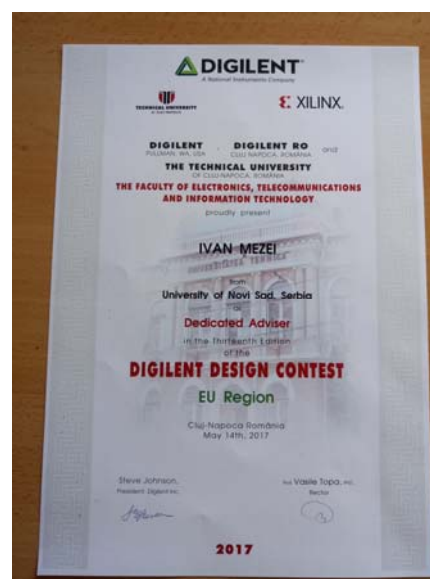 DIGILENT
A National Instruments Company
TECHNICAL UNIVERSITY
XILINX
DIGILENT , DIGILENT RO and
PULLMAN, WA, USA CLUJ NAPOCA, ROMÂNIA
THE TECHNICAL UNIVERSITY
OF CLUJ-NAPOCA, ROMÂNIA
THE FACULTY OF ELECTRONICS, TELECOMMUNICATIONS
AND INFORMATION TECHNOLOGY
proudly present
IVAN MEZEI
from
University of Novi Sad, Serbia
as
Dedicated Adviser
in the Thirteenth Edition
of the
DIGILENT DESIGN CONTEST
EU Region
Cluj-Napoca România
May 14th, 2017
Steve Johnson, Vasile Topa,
President Digilent Inc. Rector
2017